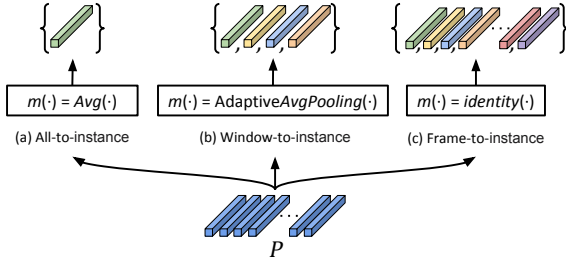 { }
{ , , , }
{ , , , ... , }
m(·) = Avg(·)
m(·) = AdaptiveAvgPooling(·)
m(·) = identity(·)
(a) All-to-instance
(b) Window-to-instance
(c) Frame-to-instance
...
P